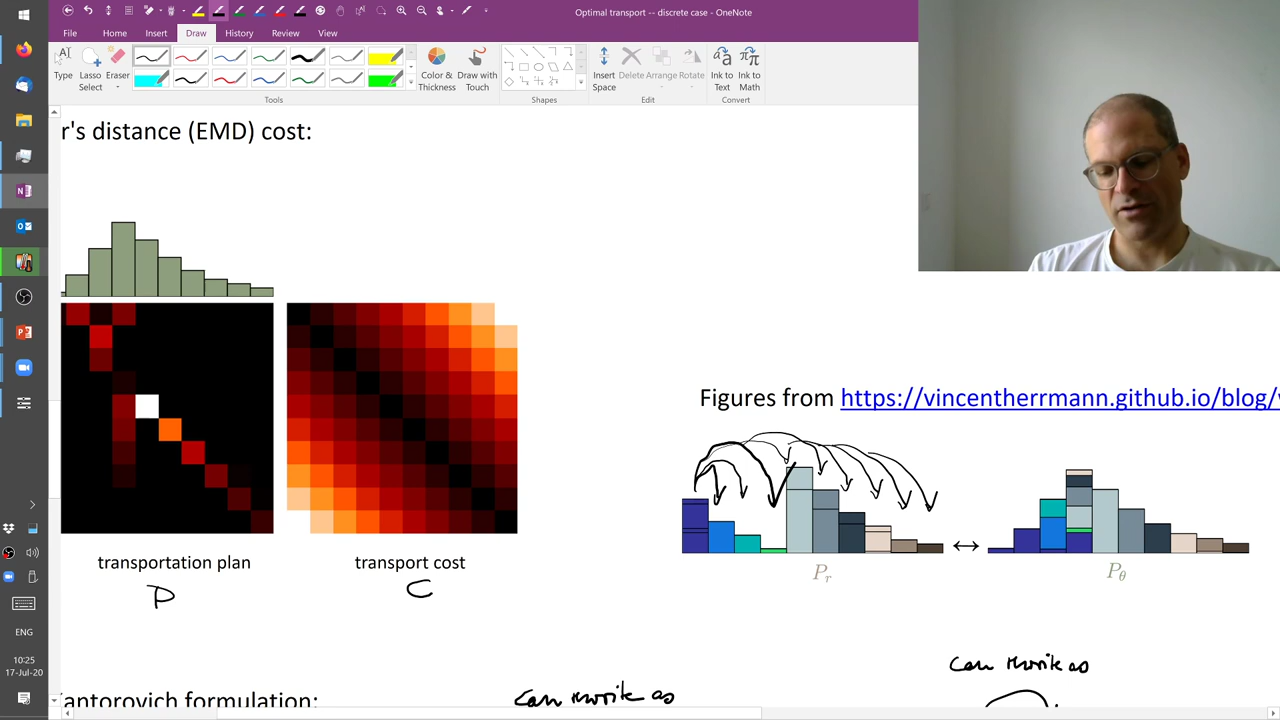 Optimal transport -- discrete case - OneNote
File Home Insert Draw History Review View
Type
Lasso Select
Eraser
Color & Thickness
Draw with Touch
Insert Space
Delete
Arrange
Rotate
Ink to Text
Ink to Math
Tools
Shapes
Edit
Convert
r's distance (EMD) cost:
Figures from https://vincentherrmann.github.io/blog/
transportation plan
transport cost
P
C
P_r
P_θ
can write as
Kantorovich formulation:
can write as
ENG
10:25
17-Jul-20